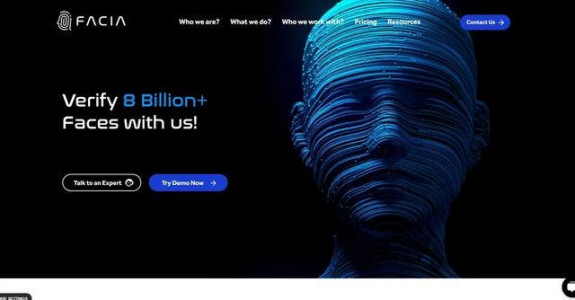 FACIA
Who we are? What we do? Who we work with? Pricing Resources
Contact Us
Verify 8 Billion+
Faces with us!
Talk to an Expert
Try Demo Now
SETTINGS